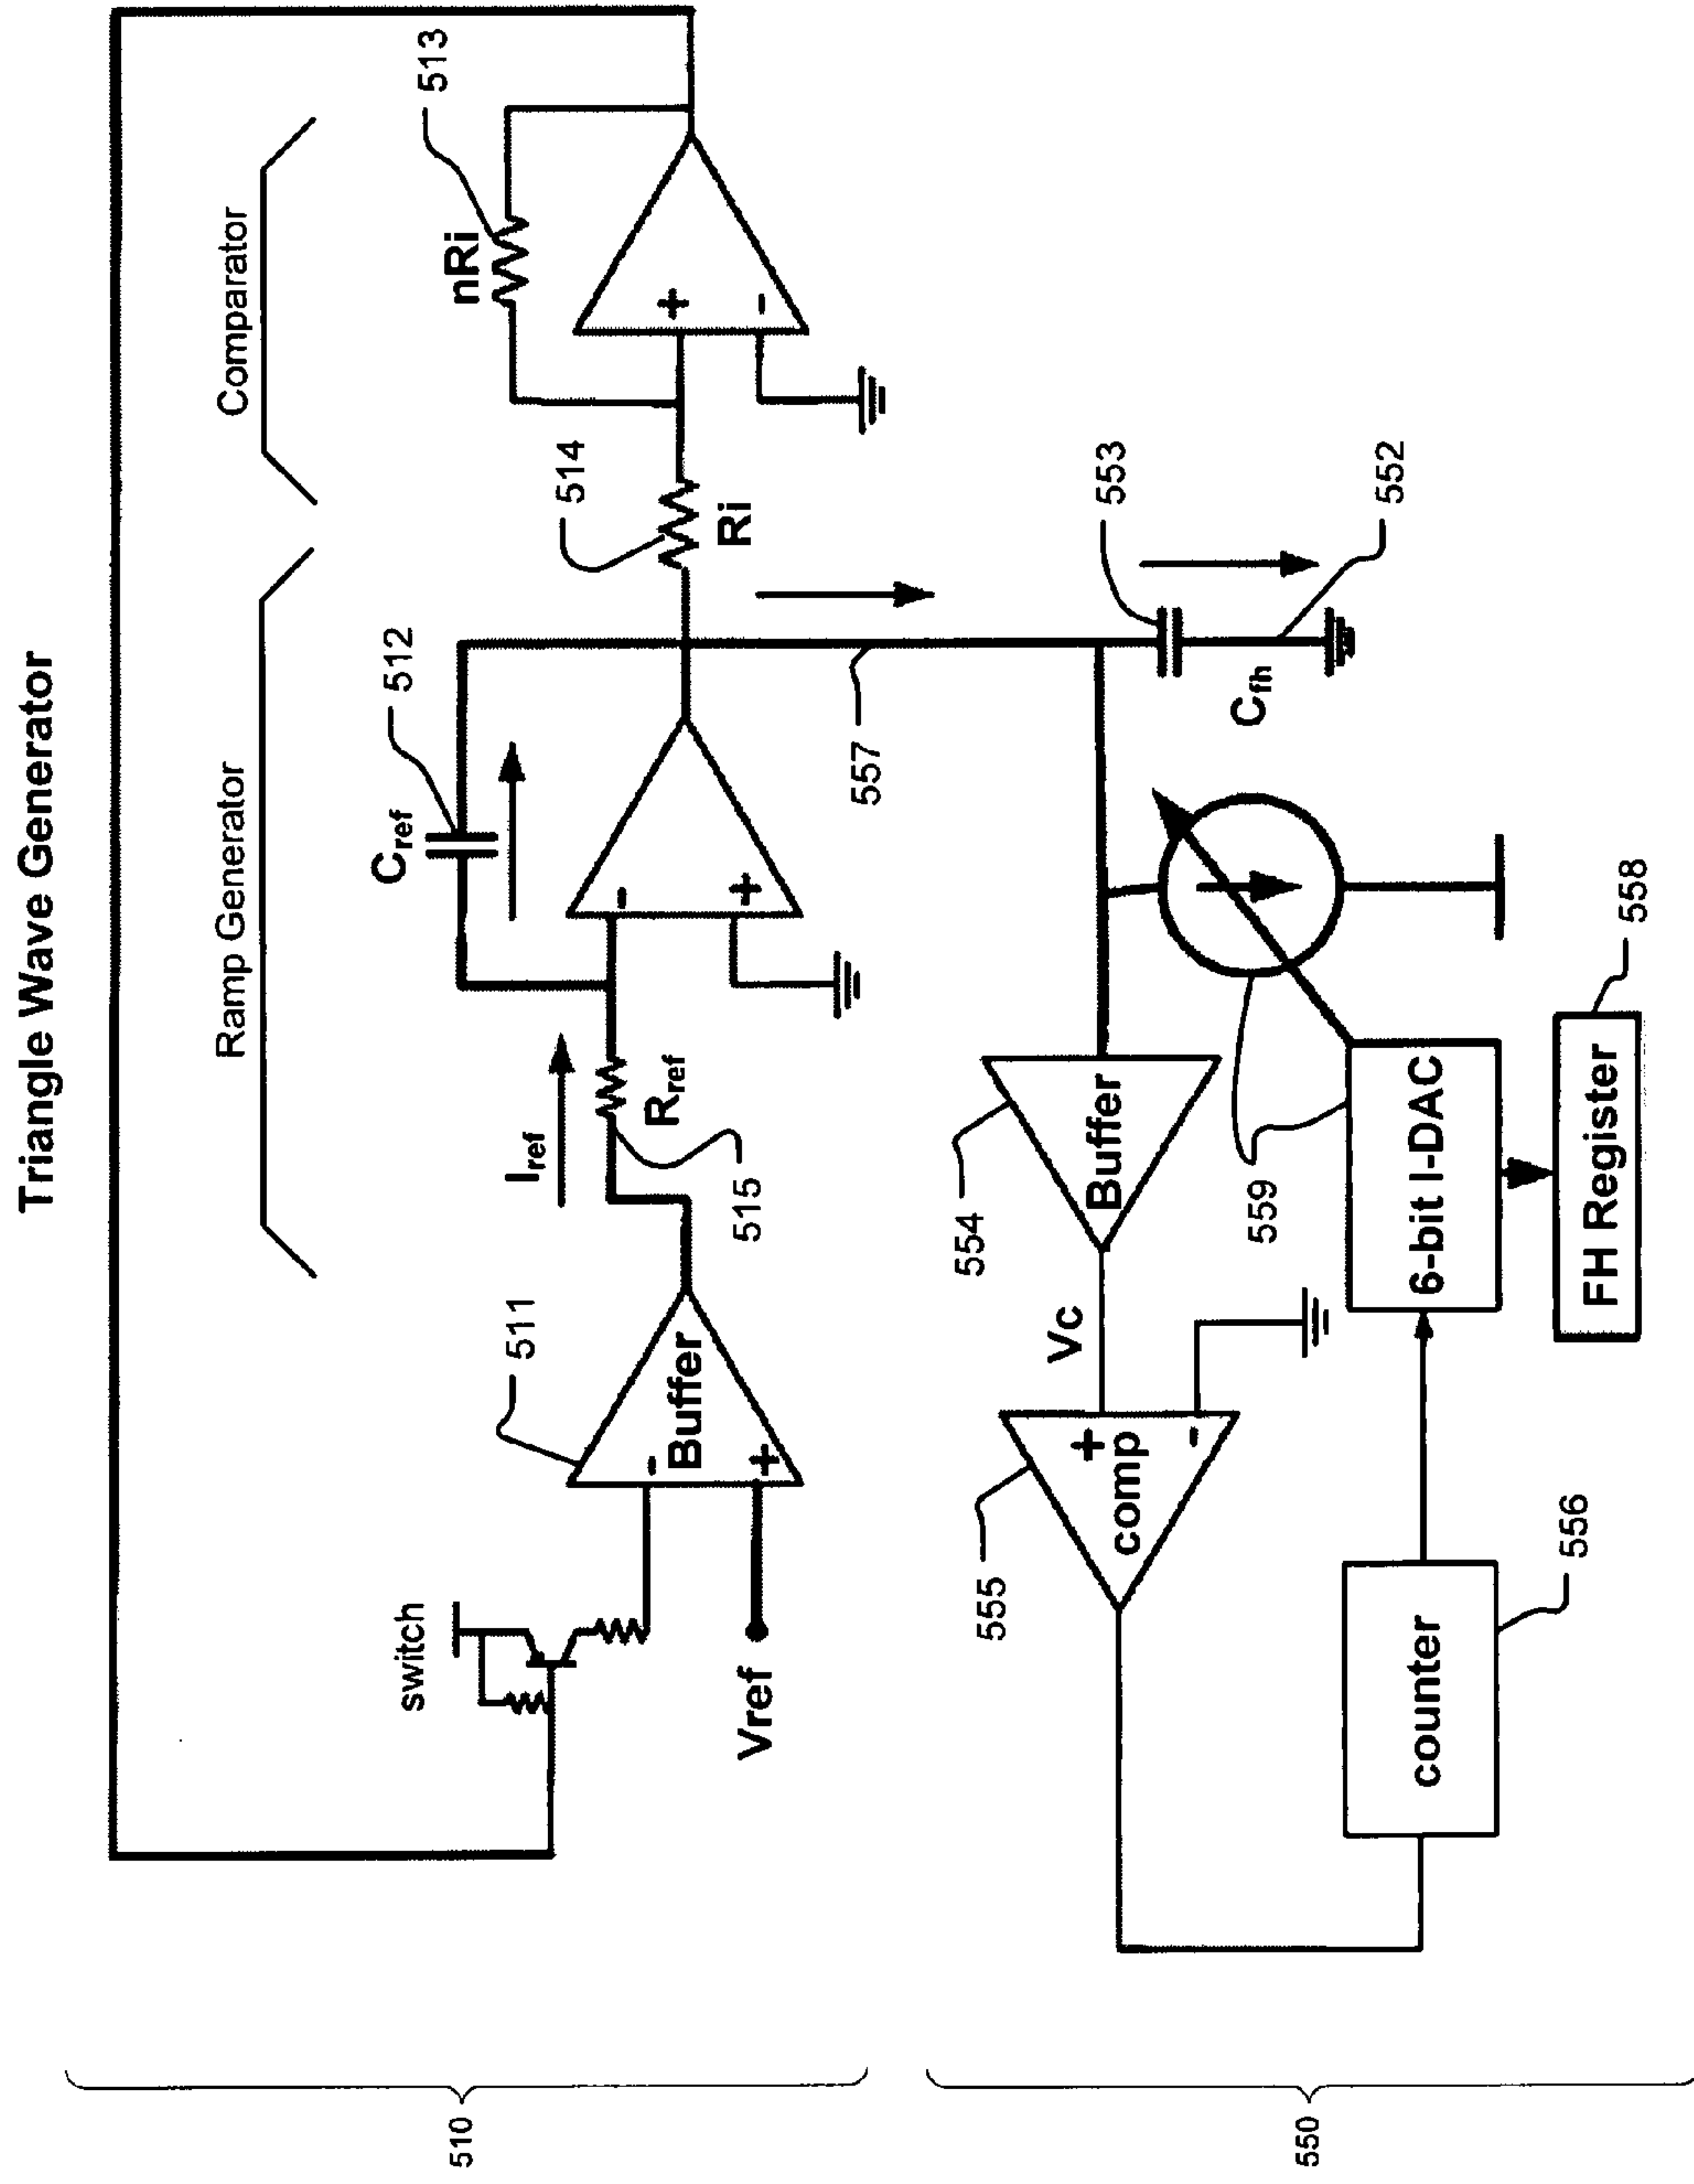 Triangle Wave Generator
Ramp Generator
Comparator
switch
Vref
-
+
Buffer
511
Iref
Rref
515
Cref
512
-
+
514
Ri
nRi
513
+
-
510
557
553
Cfh
552
554
Buffer
Vc
555
+
comp
-
559
6-bit I-DAC
counter
556
FH Register
558
550